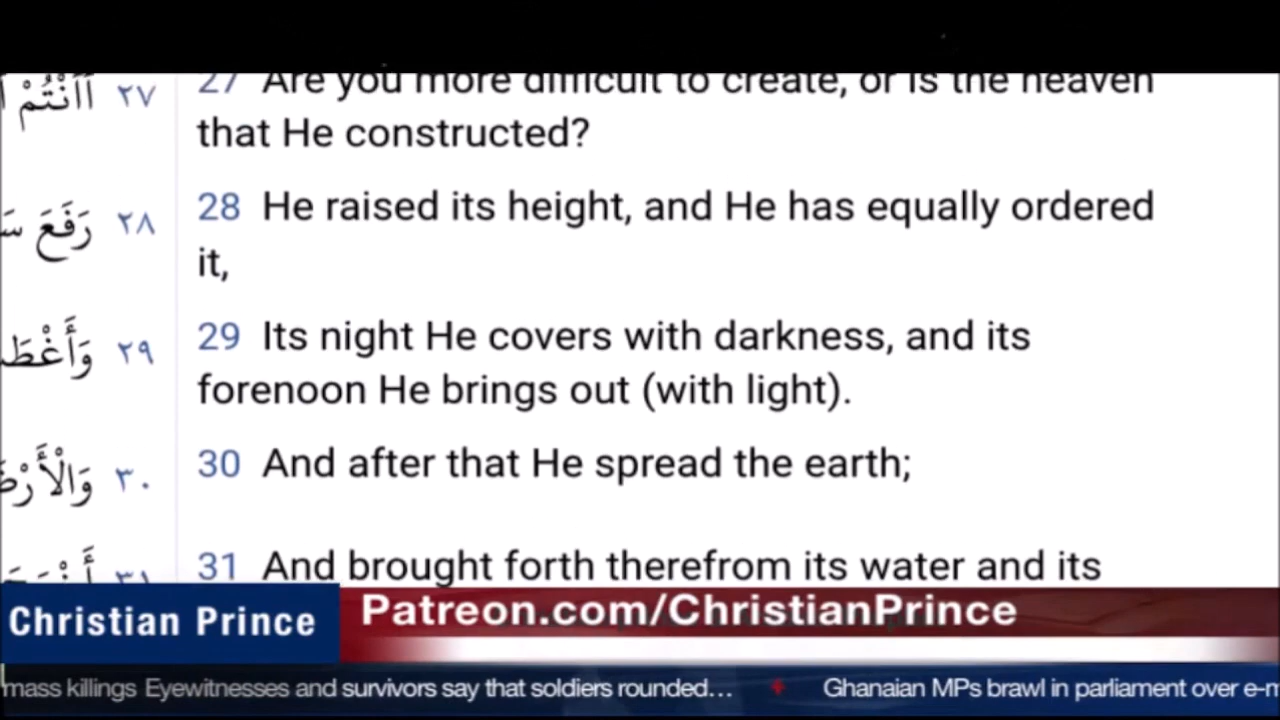 أَأَنْتُمْ ٢٧
27 Are you more difficult to create, or is the heaven
that He constructed?
رَفَعَ ٢٨
28 He raised its height, and He has equally ordered
it,
٢٩
29 Its night He covers with darkness, and its
forenoon He brings out (with light).
٣٠
30 And after that He spread the earth;
٣١
31 And brought forth therefrom its water and its
Christian Prince
Patreon.com/ChristianPrince
mass killings Eyewitnesses and survivors say that soldiers rounded... Ghanaian MPs brawl in parliament over